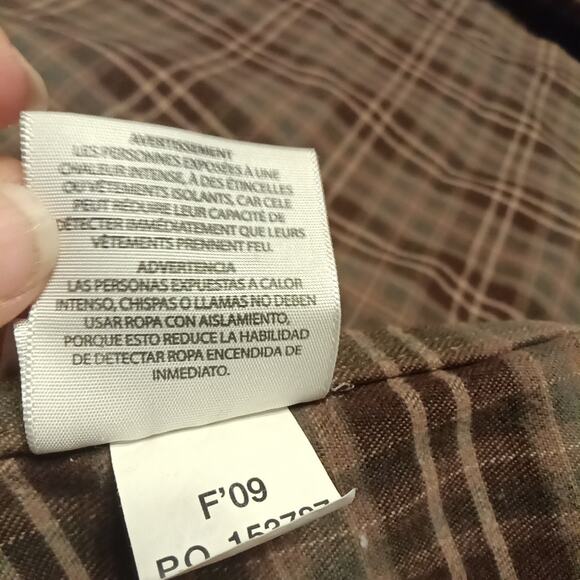 AVERTISSEMENT
LES PERSONNES EXPOSÉES À UNE
CHALEUR INTENSE, À DES ÉTINCELLES
OU VÊTEMENTS ISOLANTS, CAR CELE
PEUT RÉDUIRE LEUR CAPACITÉ DE
DÉTECTER IMMÉDIATEMENT QUE LEURS
VÊTEMENTS PRENNENT FEU.
ADVERTENCIA
LAS PERSONAS EXPUESTAS A CALOR
INTENSO, CHISPAS O LLAMAS NO DEBEN
USAR ROPA CON AISLAMIENTO,
PORQUE ESTO REDUCE LA HABILIDAD
DE DETECTAR ROPA ENCENDIDA DE
INMEDIATO.
F'09
P.O.